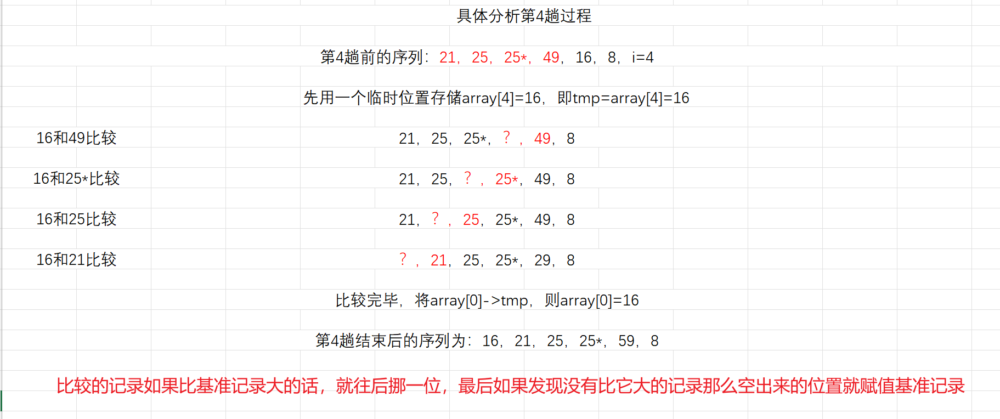 具体分析第4趟过程
第4趟前的序列：21，25，25*，49，16，8，i=4
先用一个临时位置存储array[4]=16，即tmp=array[4]=16
16和49比较 21，25，25*，？，49，8
16和25*比较 21，25，？，25*，49，8
16和25比较 21，？，25，25*，49，8
16和21比较 ？，21，25，25*，29，8
比较完毕，将array[0]->tmp，则array[0]=16
第4趟结束后的序列为：16，21，25，25*，59，8
比较的记录如果比基准记录大的话，就往后挪一位，最后如果发现没有比它大的记录那么空出来的位置就赋值基准记录